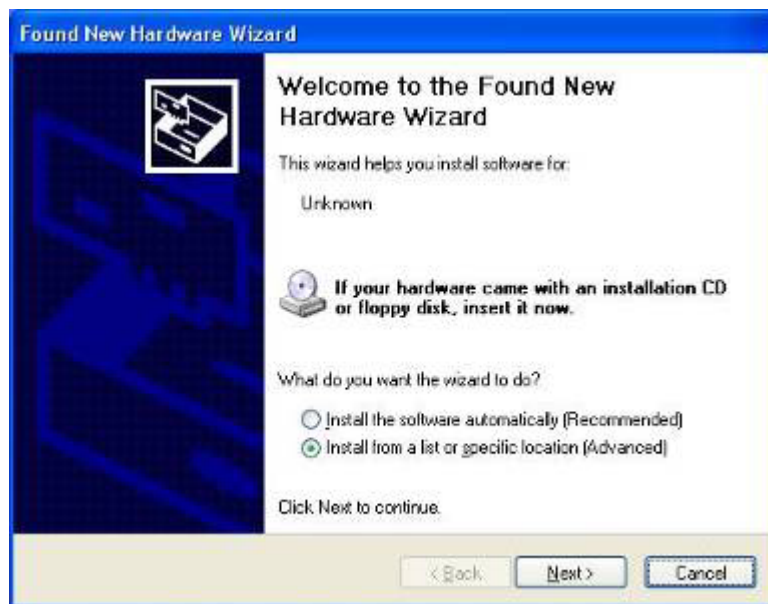 Found New Hardware Wizard
Welcome to the Found New
Hardware Wizard
This wizard helps you install software for:
Unknown
If your hardware came with an installation CD
or floppy disk, insert it now.
What do you want the wizard to do?
Install the software automatically (Recommended)
Install from a list or specific location (Advanced)
Click Next to continue.
< Back
Next >
Cancel